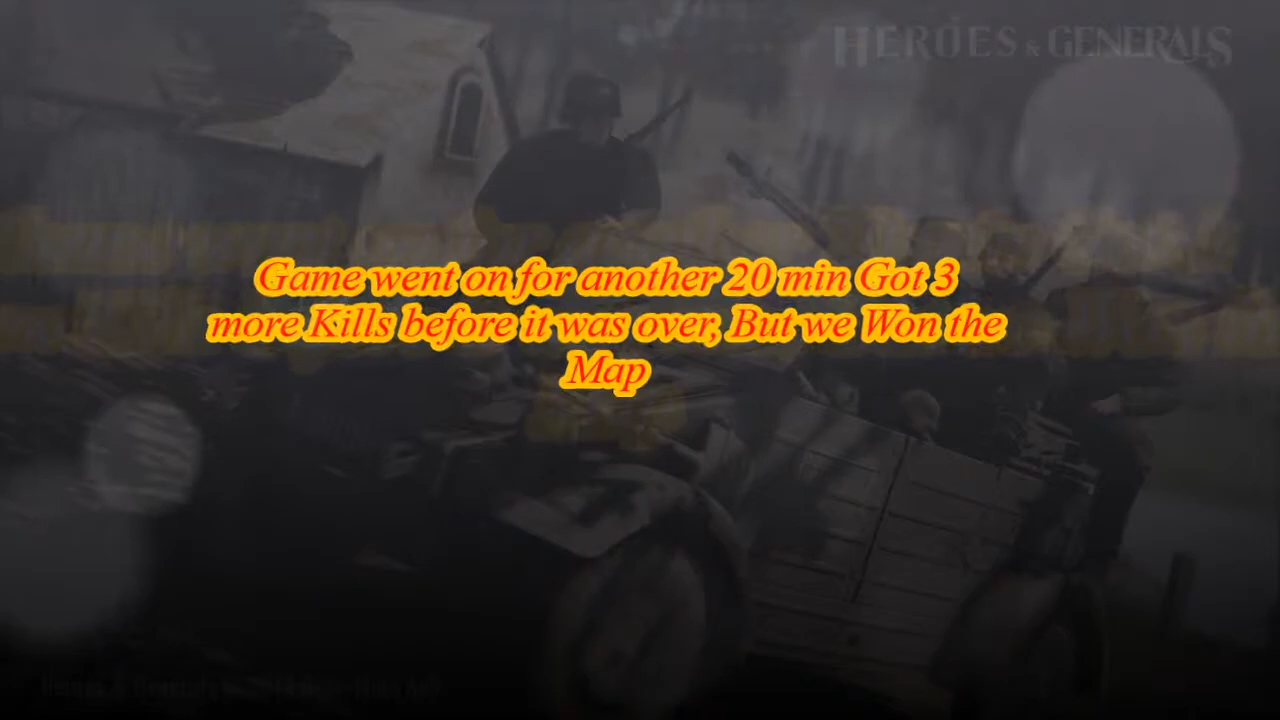 HEROES & GENERALS
Game went on for another 20 min Got 3
more Kills before it was over, But we Won the
Map